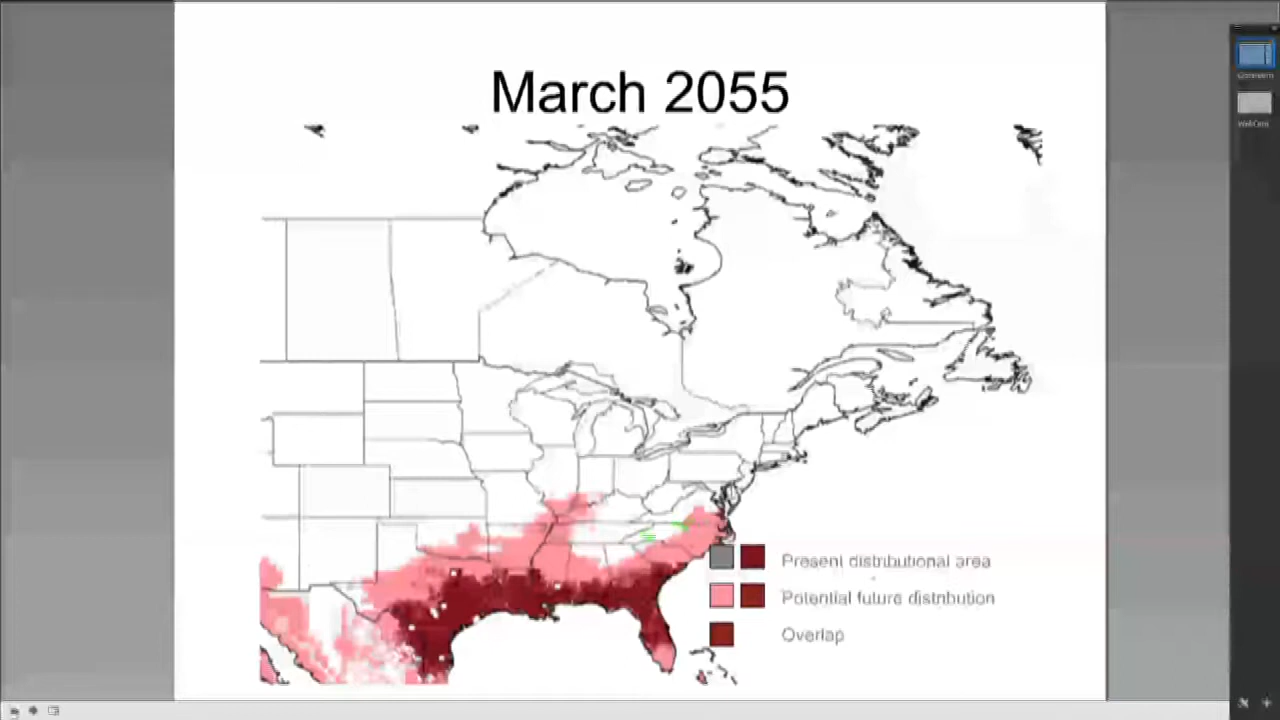 March 2055
Present distributional area
Potential future distribution
Overlap